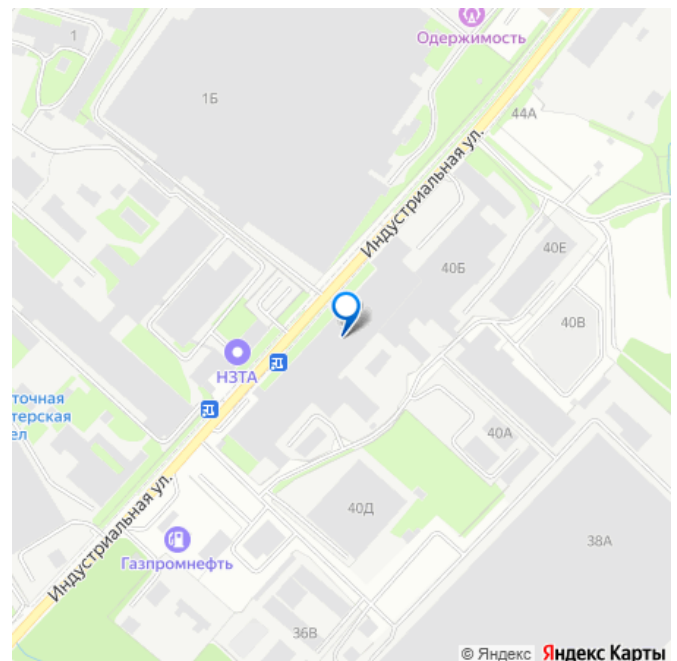 1
Одержимость
1Б
44А
Индустриальная ул.
40Е
40Б
40В
НЗТА
точная
терская
ел
40А
40Д
Индустриальная ул.
38А
Газпромнефть
36В
© Яндекс Яндекс Карты